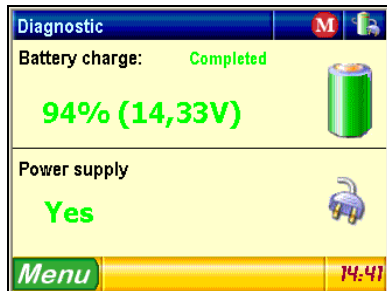 Diagnostic M
Battery charge: Completed
94% (14,33V)
Power supply
Yes
Menu 14:41